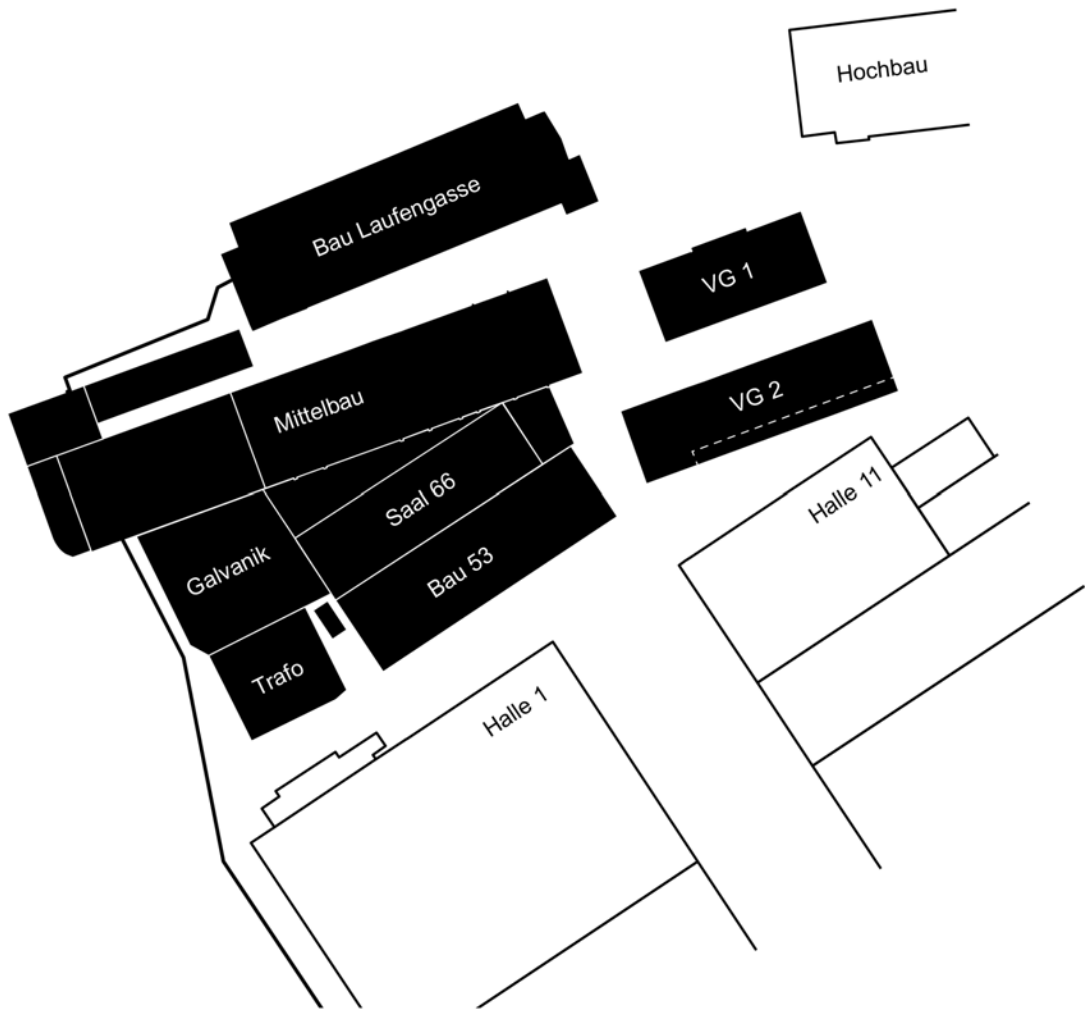 Hochbau
Bau Laufengasse
VG 1
VG 2
Mittelbau
Saal 66
Halle 11
Galvanik
Bau 53
Trafo
Halle 1